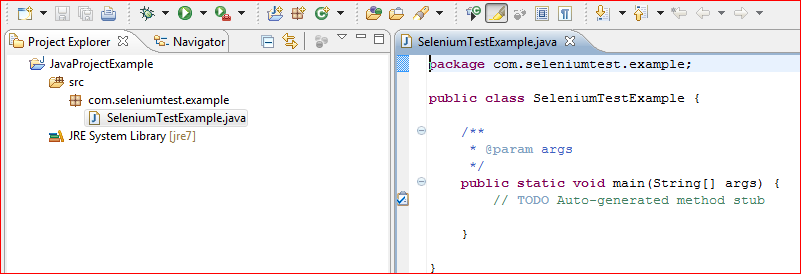 Project Explorer
Navigator
JavaProjectExample
src
com.seleniumtest.example
SeleniumTestExample.java
JRE System Library [jre7]
SeleniumTestExample.java
package com.seleniumtest.example;
public class SeleniumTestExample {
/**
* @param args
*/
public static void main(String[] args) {
// TODO Auto-generated method stub
}
}